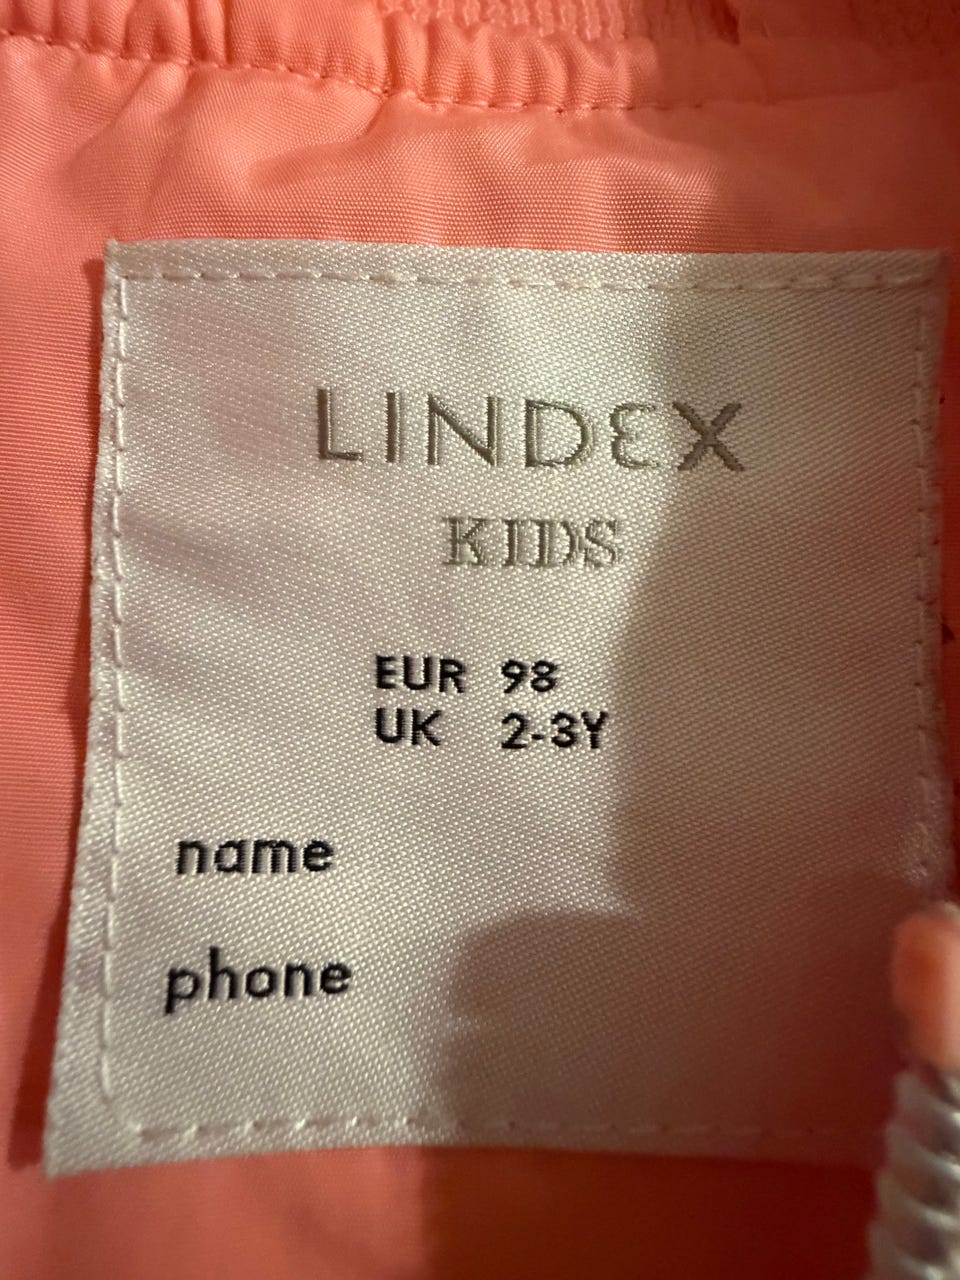 LINDEX
KIDS
EUR 98
UK 2-3Y
name
phone